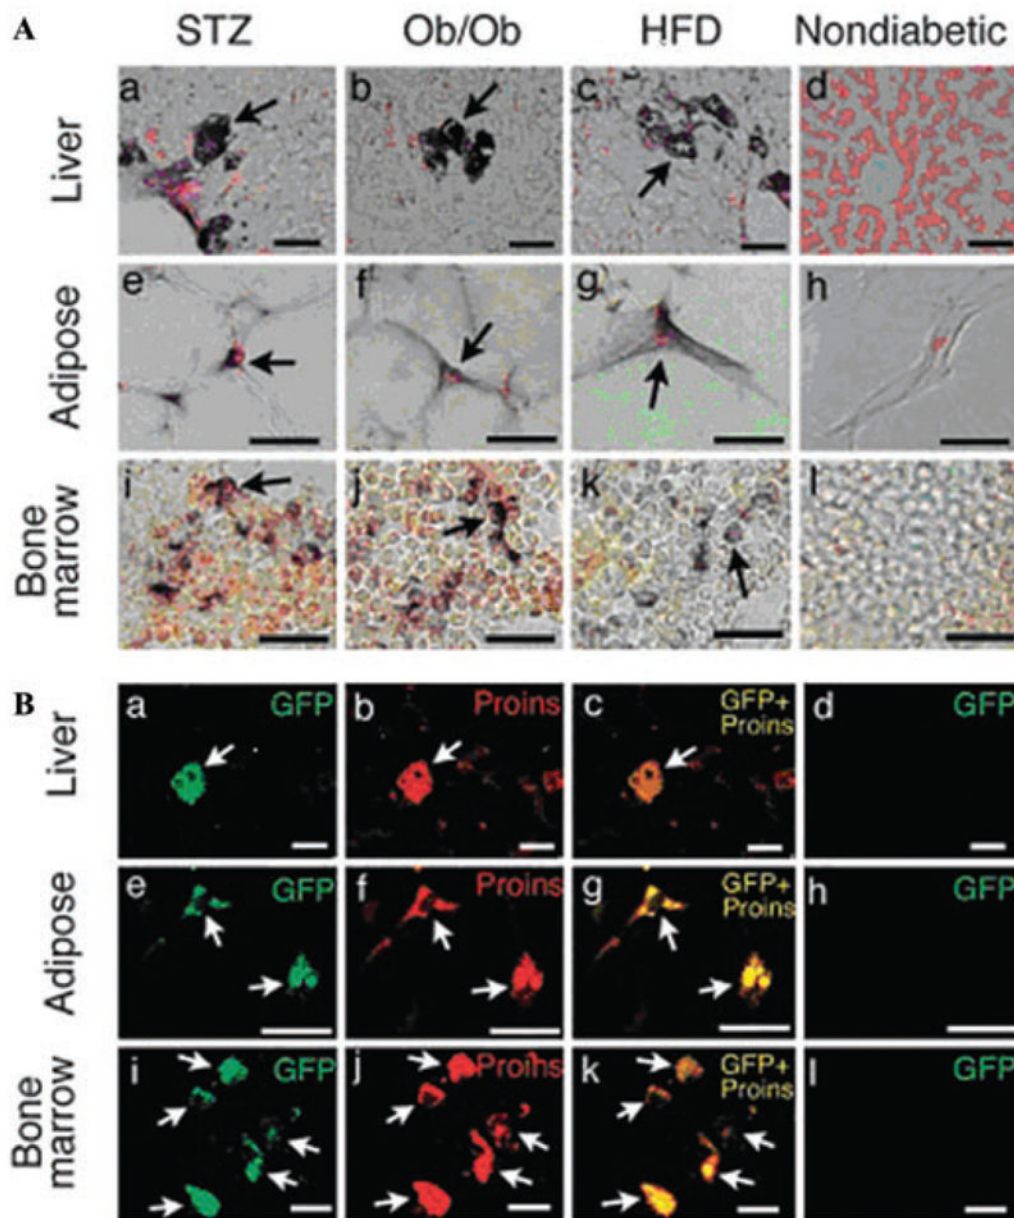 A STZ Ob/Ob HFD Nondiabetic
Liver
a b c d
Adipose
e f g h
Bone
marrow
i j k l
B
Liver
a GFP b Proins c GFP+ d GFP
Proins
Adipose
e GFP f Proins g GFP+ h GFP
Proins
Bone
marrow
i GFP j Proins k GFP+ l GFP
Proins